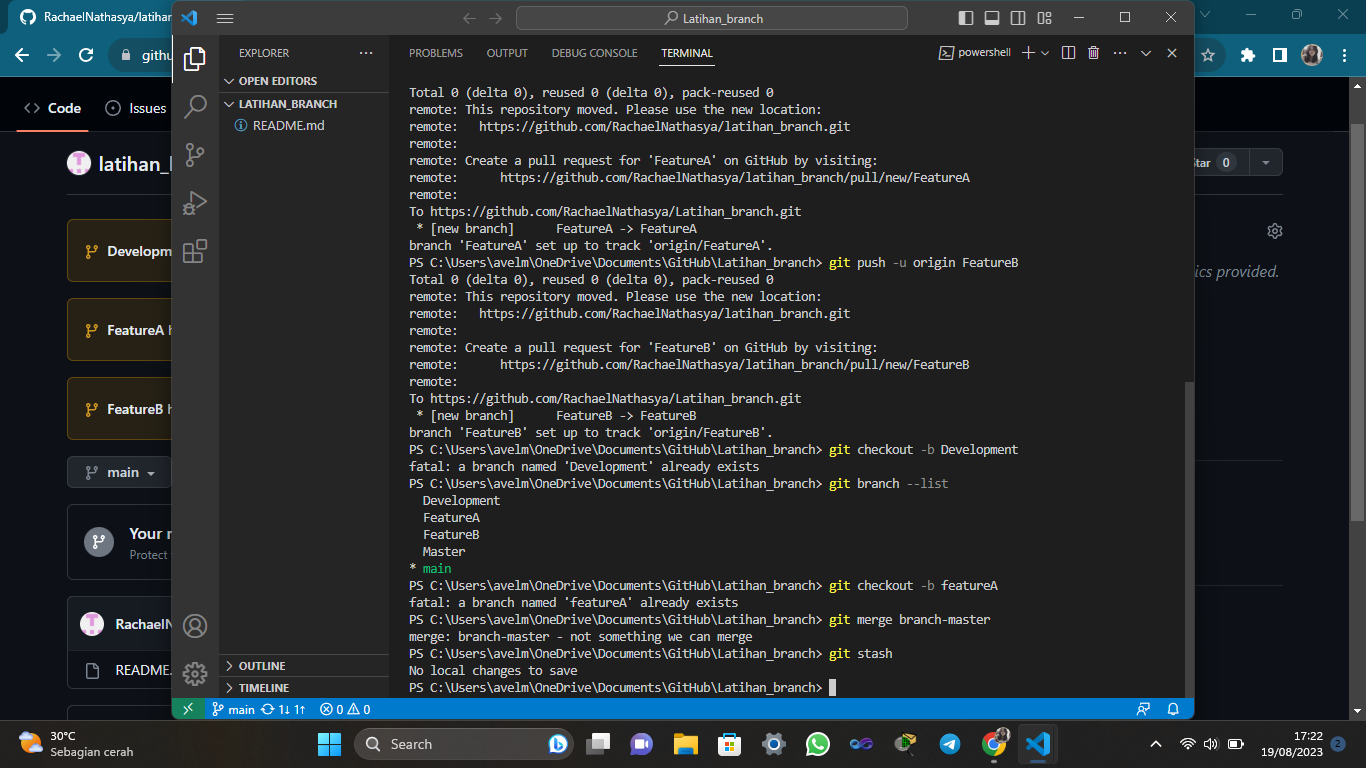 RachaelNathasya/latihan
Latihan_branch
githu
Code
Issues
latihan_
Star 0
Developm
ics provided.
FeatureA h
FeatureB h
main
Your
Protect
RachaelN
README.
EXPLORER
OPEN EDITORS
LATIHAN_BRANCH
README.md
OUTLINE
TIMELINE
PROBLEMS OUTPUT DEBUG CONSOLE TERMINAL
powershell
Total 0 (delta 0), reused 0 (delta 0), pack-reused 0
remote: This repository moved. Please use the new location:
remote:   https://github.com/RachaelNathasya/latihan_branch.git
remote:
remote: Create a pull request for 'FeatureA' on GitHub by visiting:
remote:      https://github.com/RachaelNathasya/latihan_branch/pull/new/FeatureA
remote:
To https://github.com/RachaelNathasya/Latihan_branch.git
 * [new branch]      FeatureA -> FeatureA
branch 'FeatureA' set up to track 'origin/FeatureA'.
PS C:\Users\avelm\OneDrive\Documents\GitHub\Latihan_branch> git push -u origin FeatureB
Total 0 (delta 0), reused 0 (delta 0), pack-reused 0
remote: This repository moved. Please use the new location:
remote:   https://github.com/RachaelNathasya/latihan_branch.git
remote:
remote: Create a pull request for 'FeatureB' on GitHub by visiting:
remote:      https://github.com/RachaelNathasya/latihan_branch/pull/new/FeatureB
remote:
To https://github.com/RachaelNathasya/Latihan_branch.git
 * [new branch]      FeatureB -> FeatureB
branch 'FeatureB' set up to track 'origin/FeatureB'.
PS C:\Users\avelm\OneDrive\Documents\GitHub\Latihan_branch> git checkout -b Development
fatal: a branch named 'Development' already exists
PS C:\Users\avelm\OneDrive\Documents\GitHub\Latihan_branch> git branch --list
  Development
  FeatureA
  FeatureB
  Master
* main
PS C:\Users\avelm\OneDrive\Documents\GitHub\Latihan_branch> git checkout -b featureA
fatal: a branch named 'featureA' already exists
PS C:\Users\avelm\OneDrive\Documents\GitHub\Latihan_branch> git merge branch-master
merge: branch-master - not something we can merge
PS C:\Users\avelm\OneDrive\Documents\GitHub\Latihan_branch> git stash
No local changes to save
PS C:\Users\avelm\OneDrive\Documents\GitHub\Latihan_branch>
main 1↓ 1↑ 0 0
30°C
Sebagian cerah
Search
17:22
19/08/2023
2